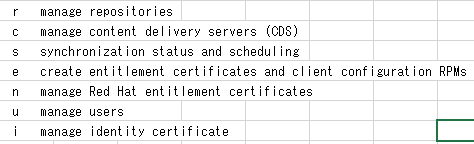 r manage repositories
c manage content delivery servers (CDS)
s synchronization status and scheduling
e create entitlement certificates and client configuration RPMs
n manage Red Hat entitlement certificates
u manage users
i manage identity certificate